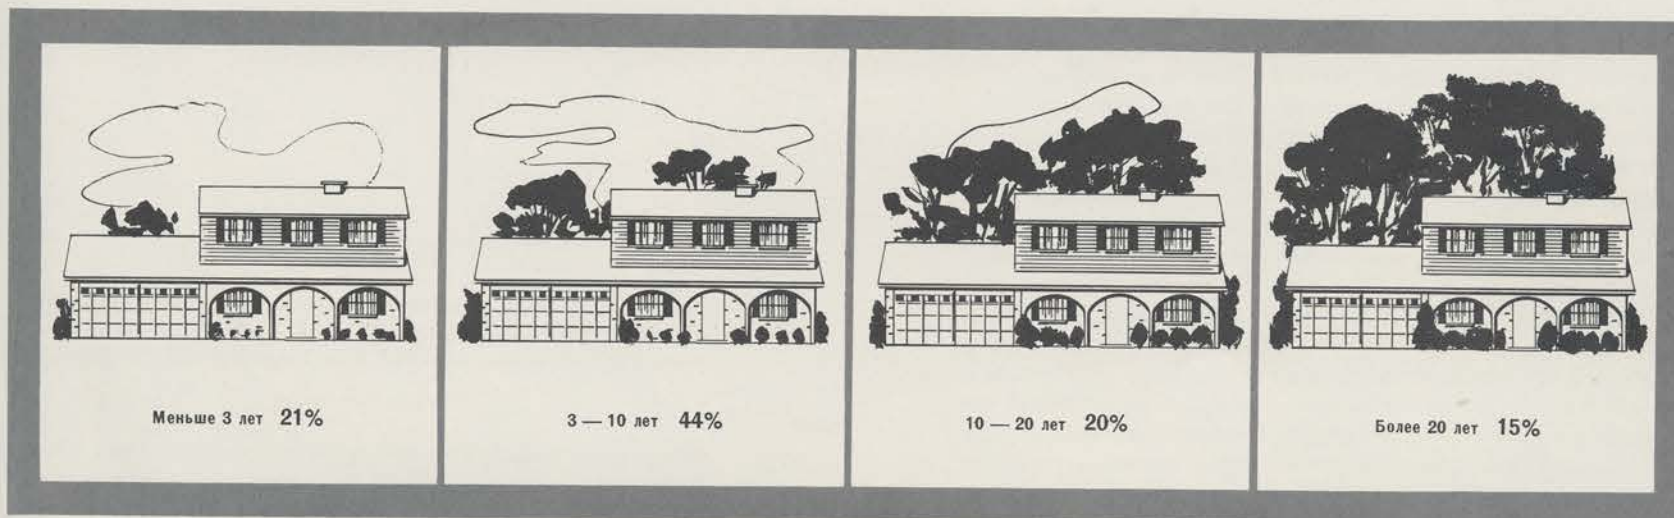 Меньше 3 лет 21%
3 — 10 лет 44%
10 — 20 лет 20%
Более 20 лет 15%